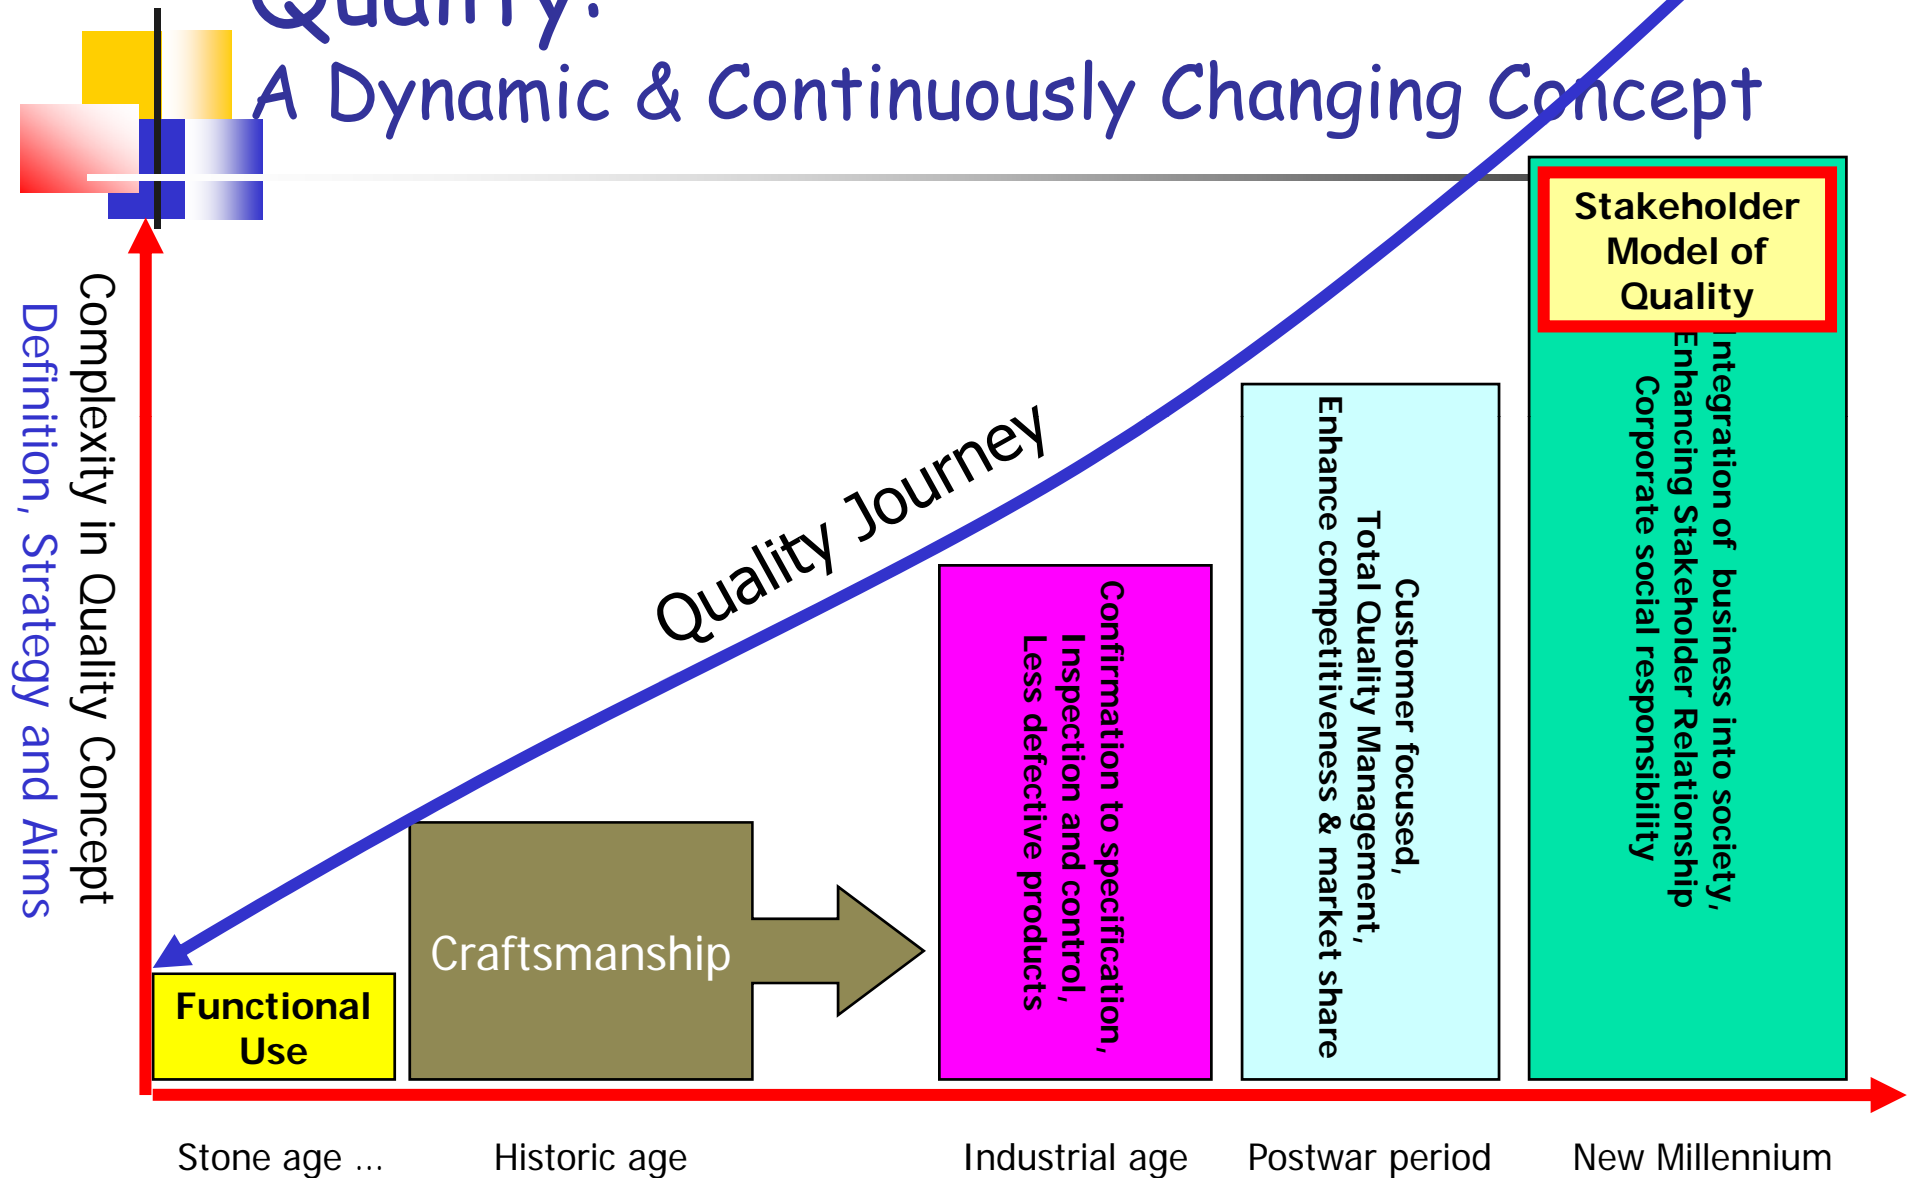 Quality:
A Dynamic & Continuously Changing Concept
Stakeholder
Model of
Quality
Integration of business into society,
Enhancing Stakeholder Relationship
Corporate social responsibility
Customer focused,
Total Quality Management,
Enhance competitiveness & market share
Confirmation to specification,
Inspection and control,
Less defective products
Quality Journey
Craftsmanship
Functional
Use
Complexity in Quality Concept
Definition, Strategy and Aims
Stone age ...
Historic age
Industrial age
Postwar period
New Millennium